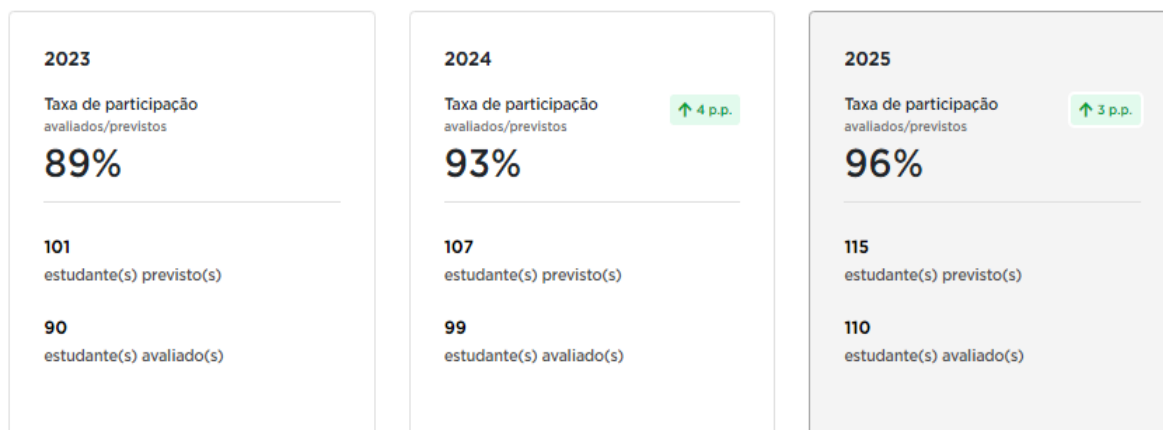 2023
Taxa de participação
avaliados/previstos
89%
101
estudante(s) previsto(s)
90
estudante(s) avaliado(s)
2024
Taxa de participação
↑ 4 p.p.
avaliados/previstos
93%
107
estudante(s) previsto(s)
99
estudante(s) avaliado(s)
2025
Taxa de participação
↑ 3 p.p.
avaliados/previstos
96%
115
estudante(s) previsto(s)
110
estudante(s) avaliado(s)